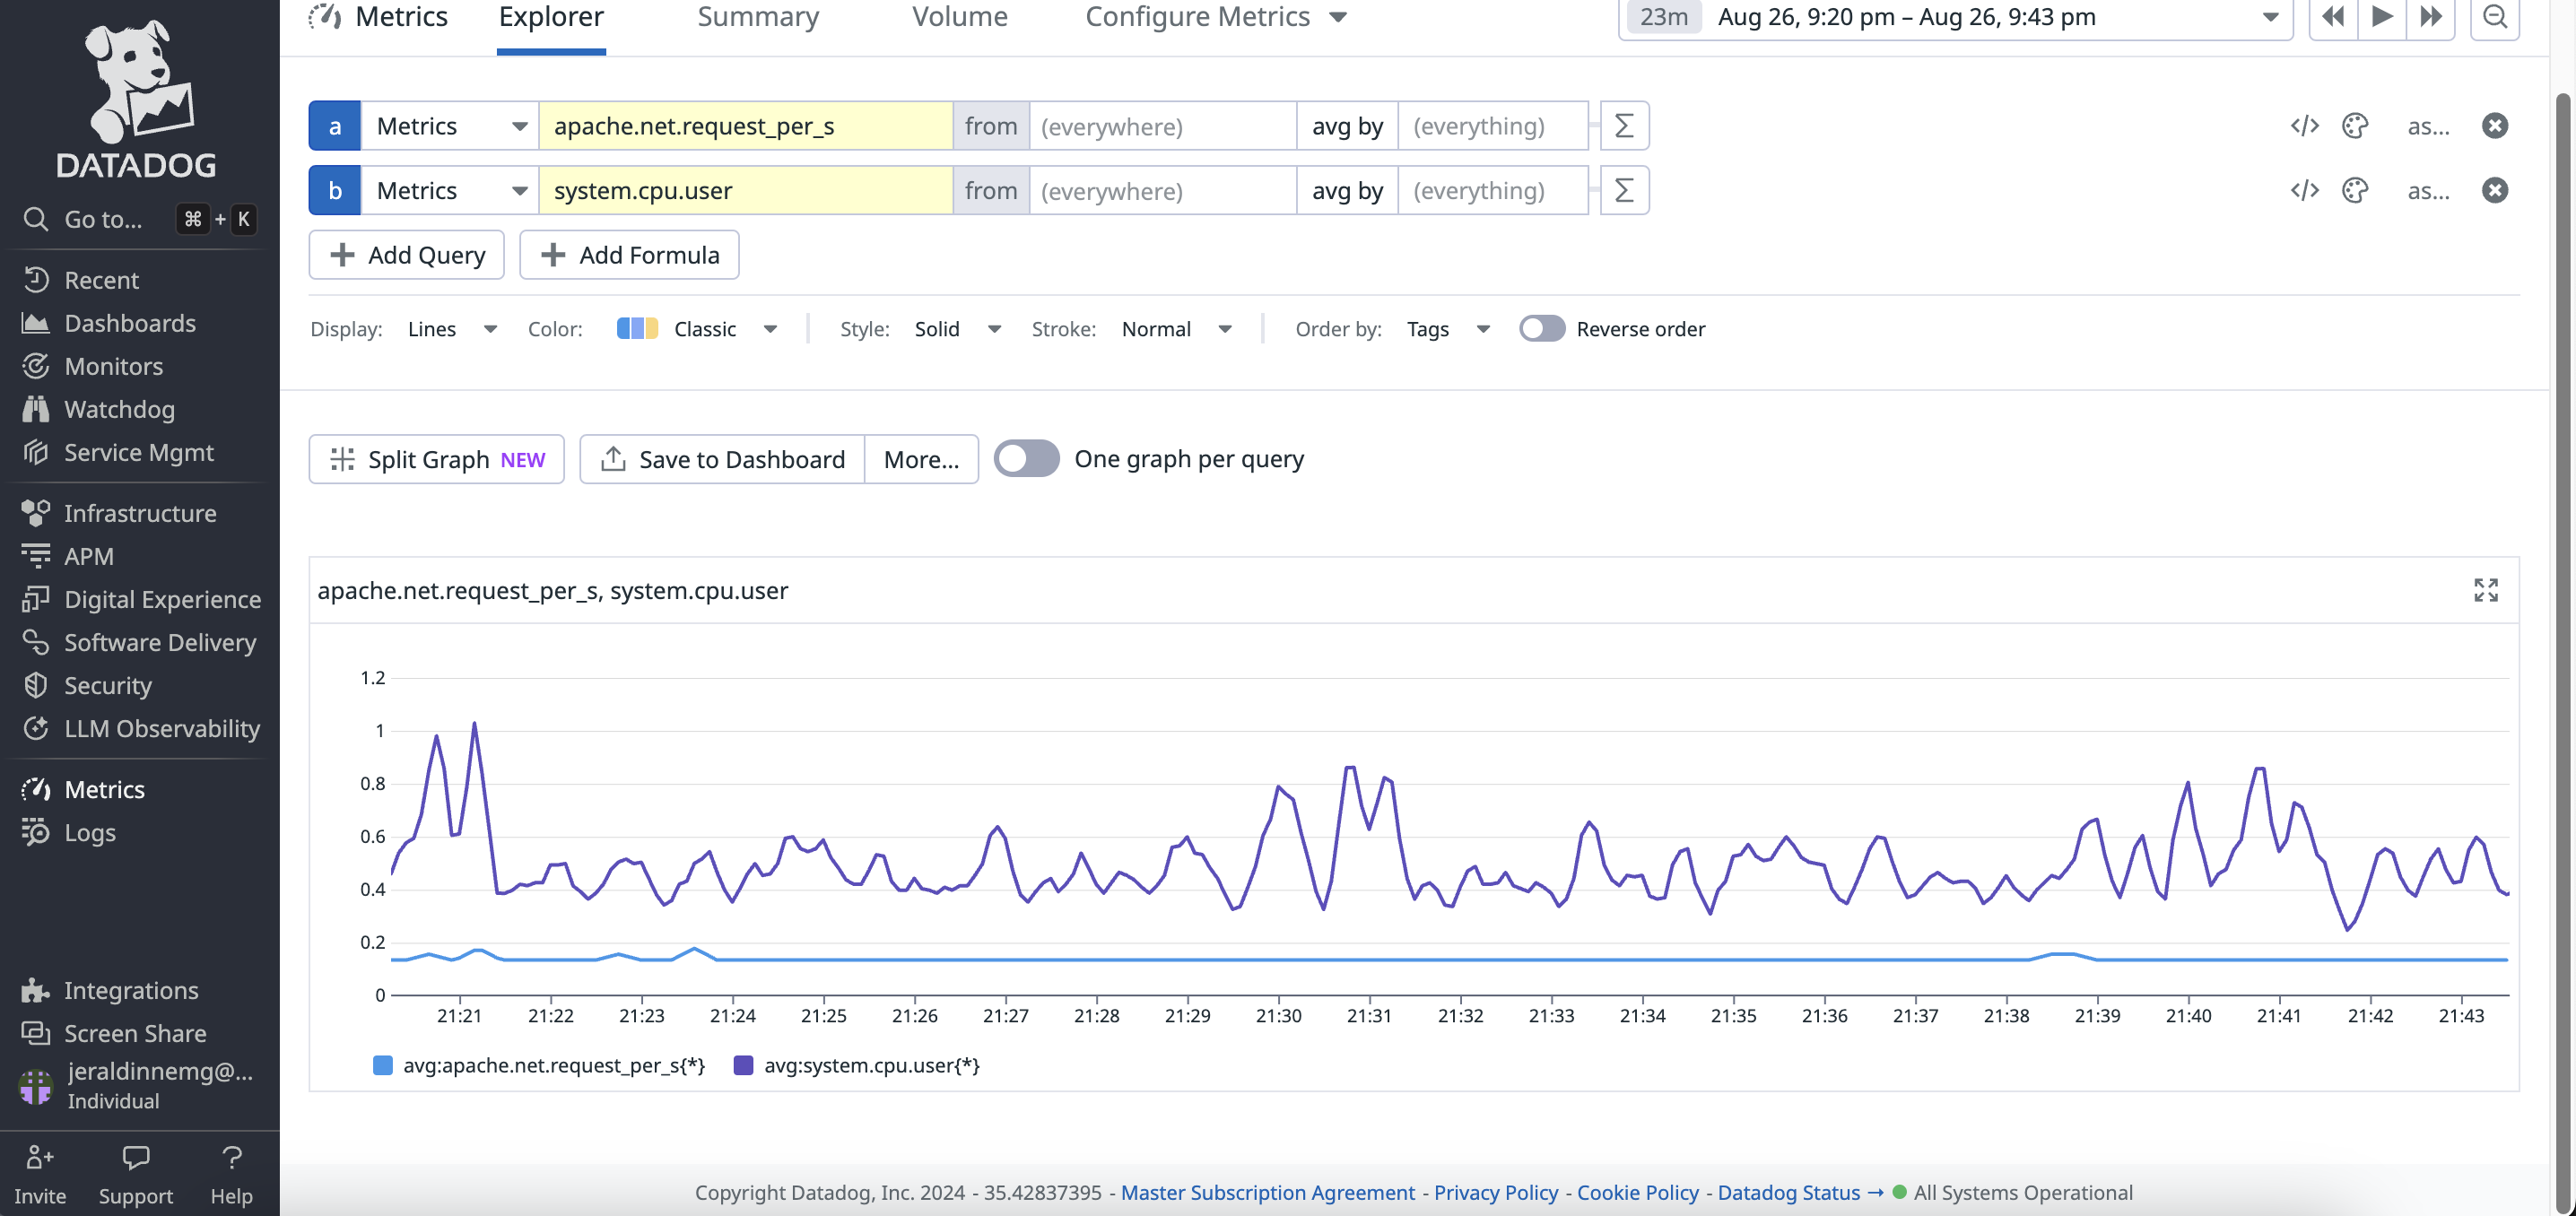 DATADOG
Go to... ⌘ + K
Recent
Dashboards
Monitors
Watchdog
Service Mgmt
Infrastructure
APM
Digital Experience
Software Delivery
Security
LLM Observability
Metrics
Logs
Integrations
Screen Share
jeraldinnemg@...
Individual
Invite Support Help
Metrics Explorer Summary Volume Configure Metrics
23m Aug 26, 9:20 pm – Aug 26, 9:43 pm
a Metrics apache.net.request_per_s from (everywhere) avg by (everything) Σ </> as...
b Metrics system.cpu.user from (everywhere) avg by (everything) Σ </> as...
Add Query Add Formula
Display: Lines Color: Classic Style: Solid Stroke: Normal Order by: Tags Reverse order
Split Graph NEW Save to Dashboard More... One graph per query
apache.net.request_per_s, system.cpu.user
1.2
1
0.8
0.6
0.4
0.2
0
21:21 21:22 21:23 21:24 21:25 21:26 21:27 21:28 21:29 21:30 21:31 21:32 21:33 21:34 21:35 21:36 21:37 21:38 21:39 21:40 21:41 21:42 21:43
avg:apache.net.request_per_s{*} avg:system.cpu.user{*}
Copyright Datadog, Inc. 2024 - 35.42837395 - Master Subscription Agreement - Privacy Policy - Cookie Policy - Datadog Status → All Systems Operational